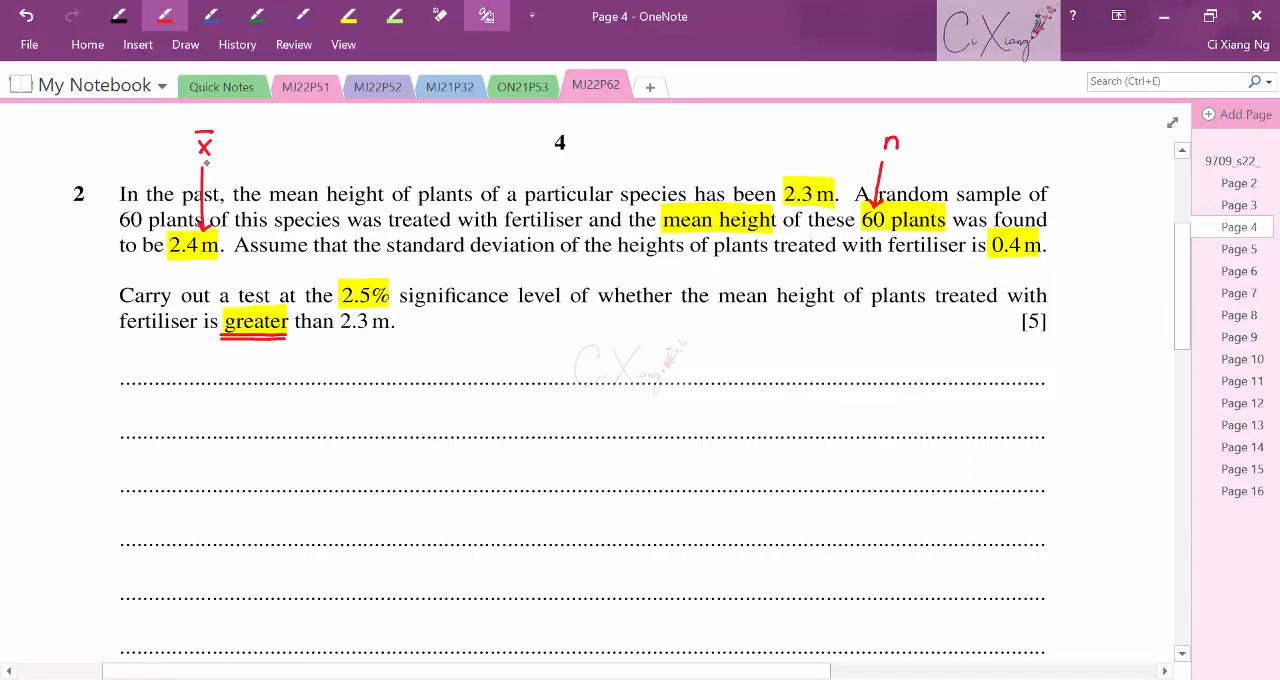 Page 4 - OneNote
Ci Xiang
?
File Home Insert Draw History Review View
Ci Xiang Ng
My Notebook Quick Notes MJ22P51 MJ22P52 MJ21P32 ON21P53 MJ22P62 +
Search (Ctrl+E)
Add Page
x̅
4
n
2 In the past, the mean height of plants of a particular species has been 2.3 m. A random sample of
60 plants of this species was treated with fertiliser and the mean height of these 60 plants was found
to be 2.4 m. Assume that the standard deviation of the heights of plants treated with fertiliser is 0.4 m.
Carry out a test at the 2.5% significance level of whether the mean height of plants treated with
fertiliser is greater than 2.3 m. [5]
Ci Xiang
9709_s22_
Page 2
Page 3
Page 4
Page 5
Page 6
Page 7
Page 8
Page 9
Page 10
Page 11
Page 12
Page 13
Page 14
Page 15
Page 16